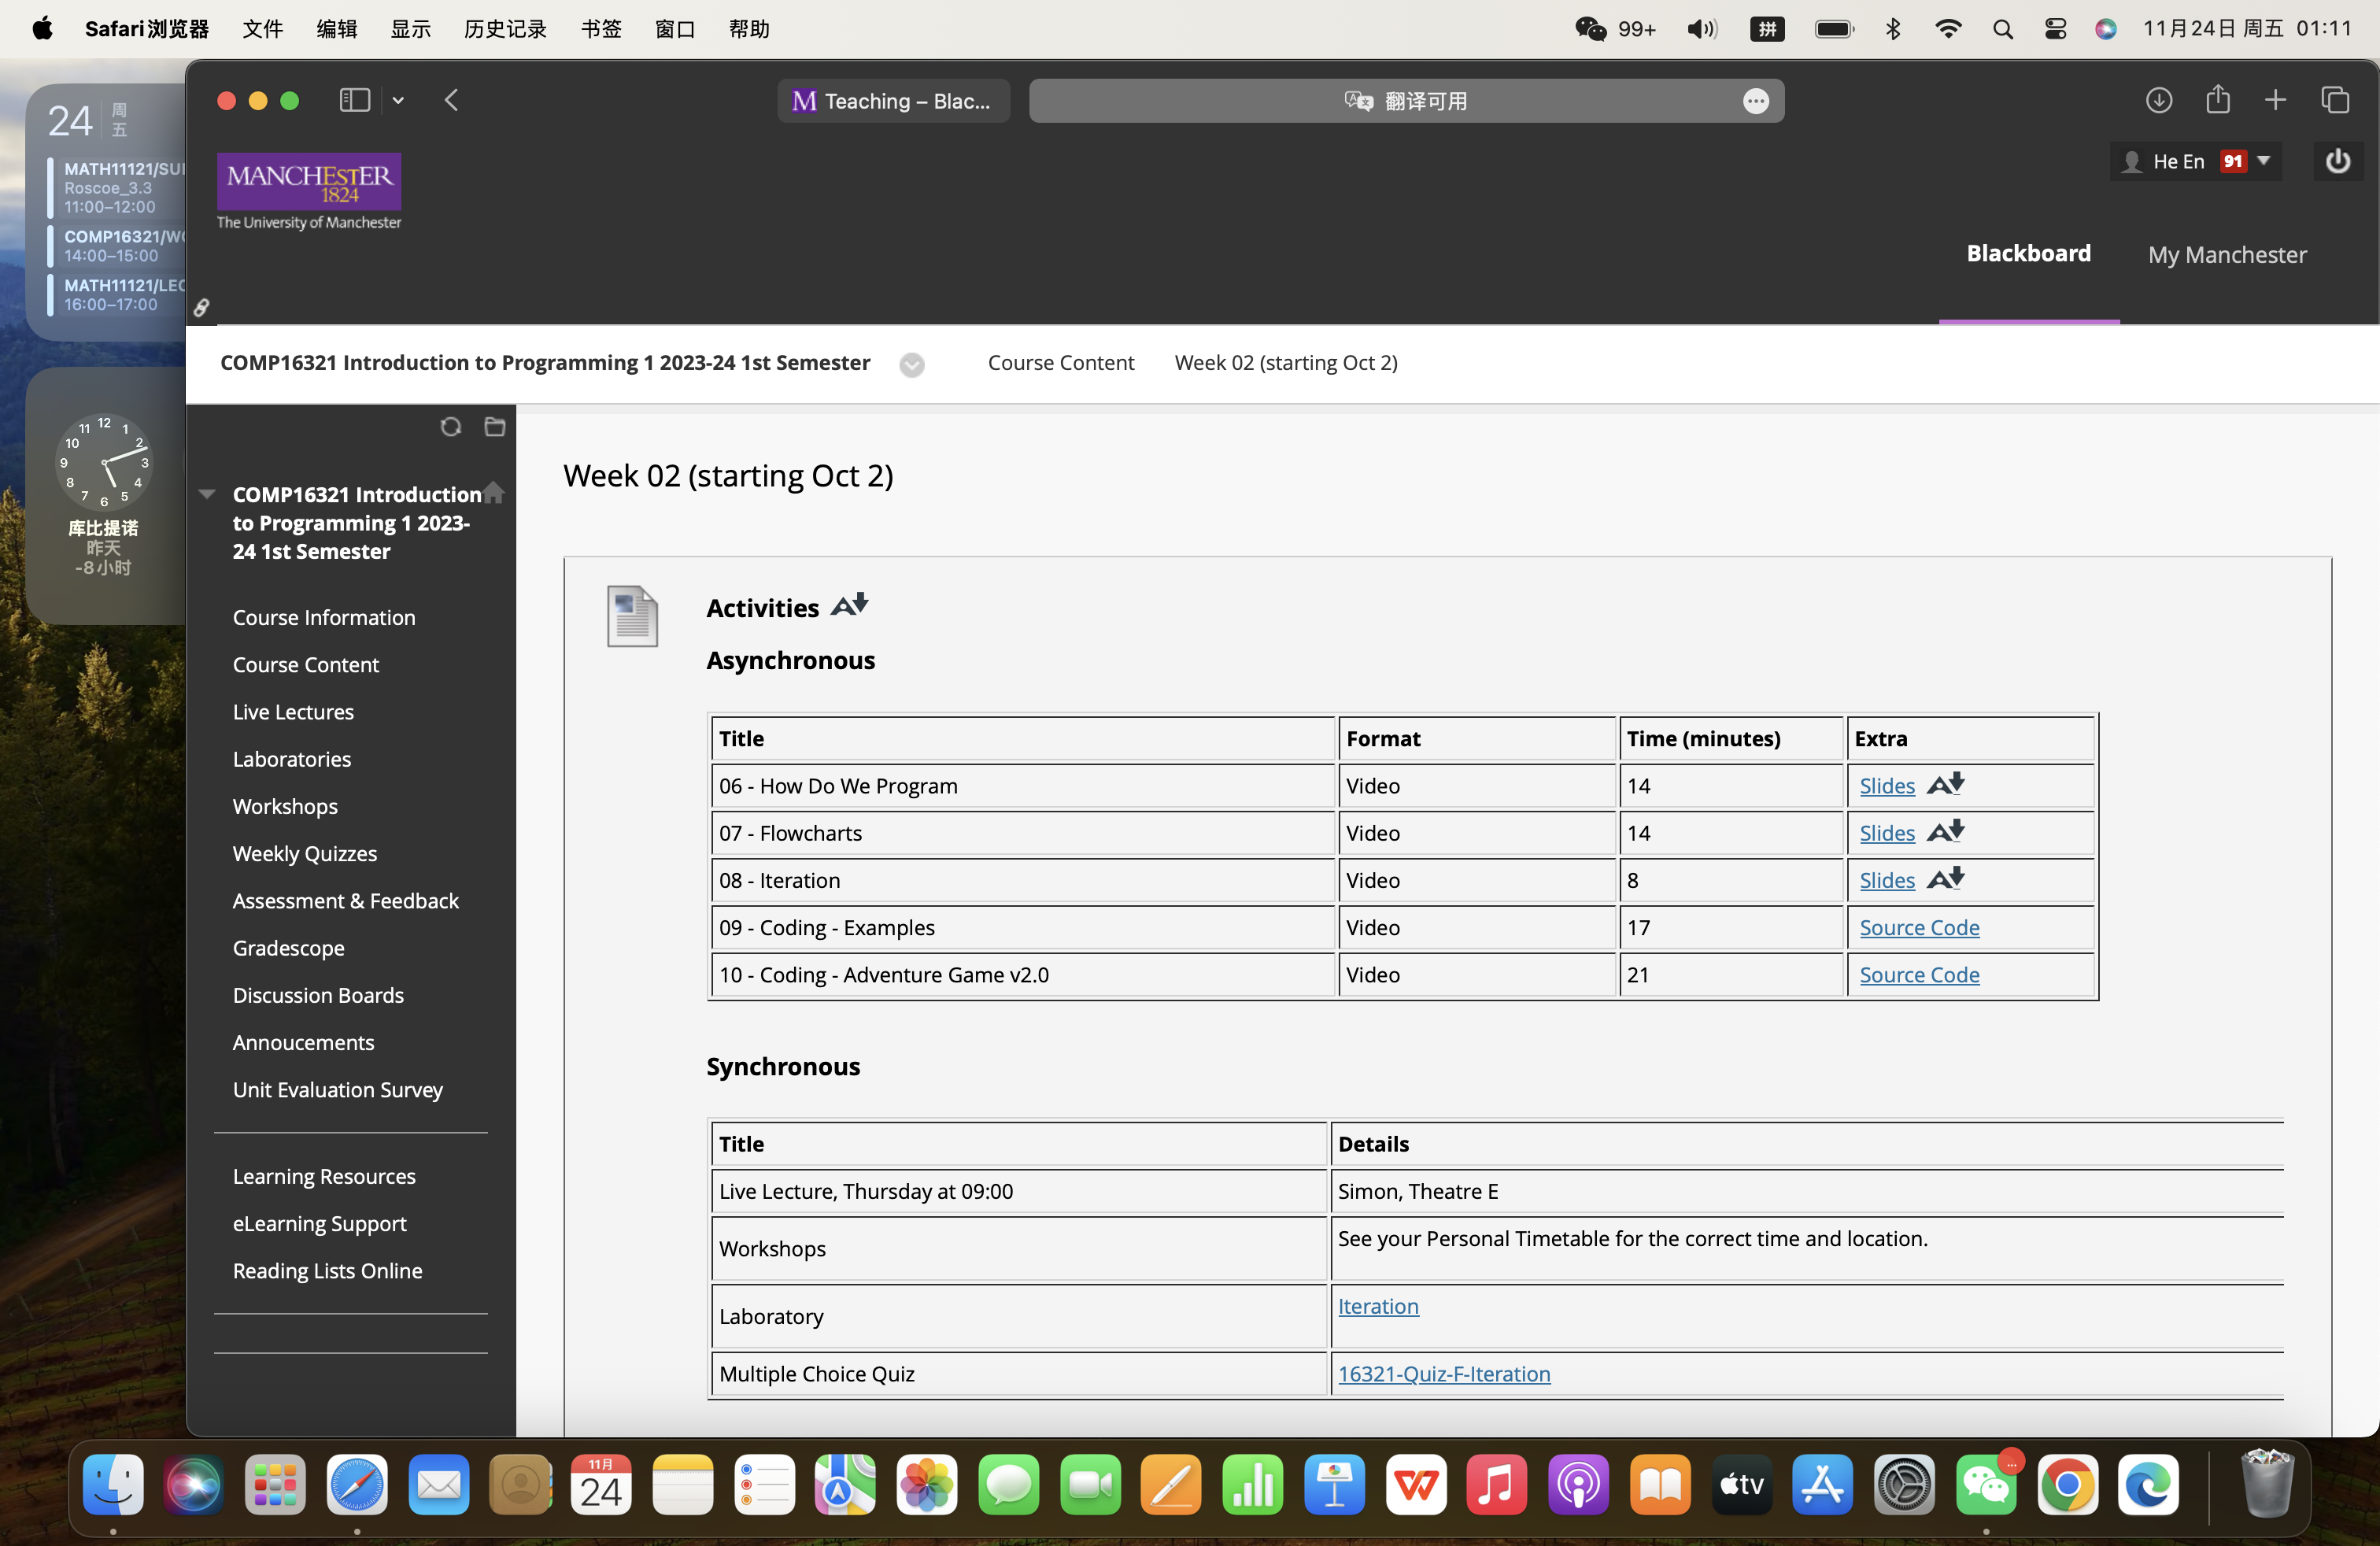 Safari浏览器 文件 编辑 显示 历史记录 书签 窗口 帮助 99+ 拼 11月24日 周五 01:11
24 周五
MATH11121/SU
Roscoe_3.3
11:00–12:00
COMP16321/W
14:00–15:00
MATH11121/LEC
16:00–17:00
12 1 2 3 4 5 6 7 8 9 10 11
库比提诺
昨天
-8小时
Teaching – Blac... 翻译可用
MANCHESTER
1824
The University of Manchester
He En 91
Blackboard My Manchester
COMP16321 Introduction to Programming 1 2023-24 1st Semester Course Content Week 02 (starting Oct 2)
COMP16321 Introduction
to Programming 1 2023-
24 1st Semester
Course Information
Course Content
Live Lectures
Laboratories
Workshops
Weekly Quizzes
Assessment & Feedback
Gradescope
Discussion Boards
Annoucements
Unit Evaluation Survey
Learning Resources
eLearning Support
Reading Lists Online
Week 02 (starting Oct 2)
Activities
Asynchronous
Title Format Time (minutes) Extra
06 - How Do We Program Video 14 Slides
07 - Flowcharts Video 14 Slides
08 - Iteration Video 8 Slides
09 - Coding - Examples Video 17 Source Code
10 - Coding - Adventure Game v2.0 Video 21 Source Code
Synchronous
Title Details
Live Lecture, Thursday at 09:00 Simon, Theatre E
Workshops See your Personal Timetable for the correct time and location.
Laboratory Iteration
Multiple Choice Quiz 16321-Quiz-F-Iteration
11月
24
tv